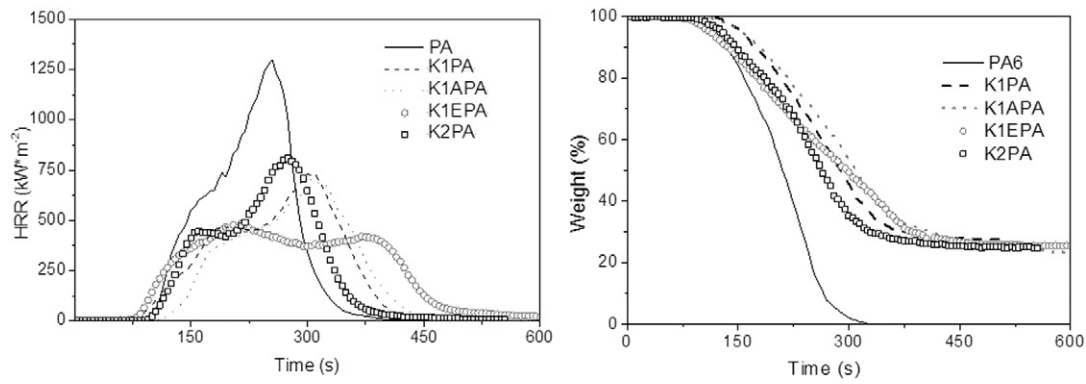 1500
1250
1000
750
500
250
0
HRR (kW*m-2)
PA
K1PA
K1APA
K1EPA
K2PA
150 300 450 600
Time (s)
100
80
60
40
20
0
Weight (%)
PA6
K1PA
K1APA
K1EPA
K2PA
0 150 300 450 600
Time (s)